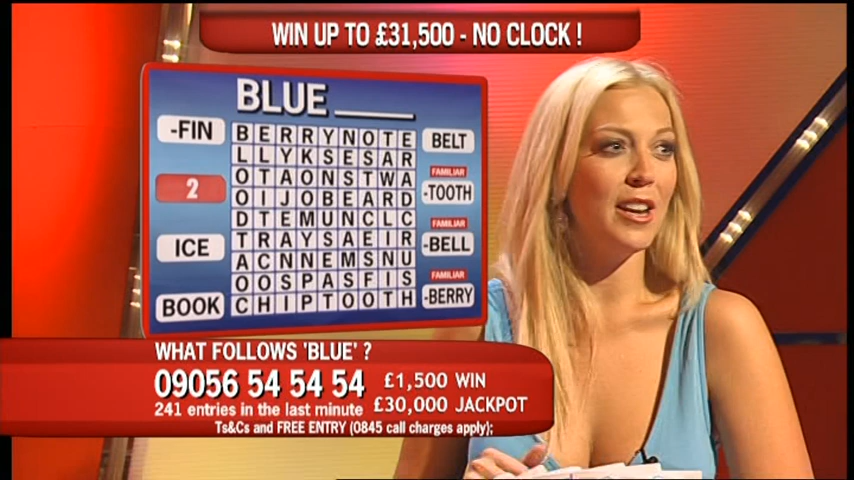 WIN UP TO £31,500 - NO CLOCK !
BLUE ____
-FIN
2
ICE
BOOK
BERRYNOTE
LLYKSESAR
OTAONSTWA
OIJOBEARD
DTEMUNCLC
TRAYSAEIR
ACNNEMSNU
OOSPASFIS
CHIPTOOTH
BELT
FAMILIAR
-TOOTH
FAMILIAR
-BELL
FAMILIAR
-BERRY
WHAT FOLLOWS 'BLUE' ?
09056 54 54 54
241 entries in the last minute
£1,500 WIN
£30,000 JACKPOT
Ts&Cs and FREE ENTRY (0845 call charges apply);